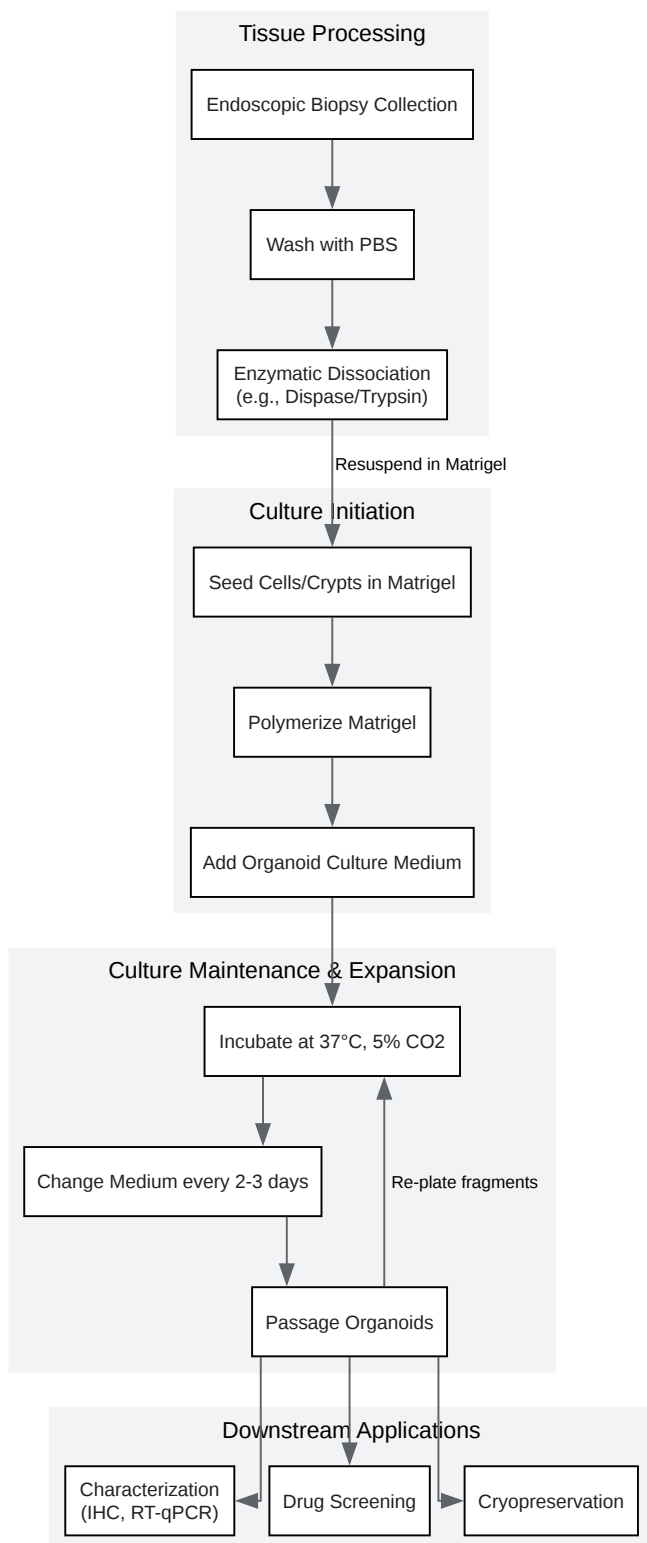 Tissue Processing
Endoscopic Biopsy Collection
Wash with PBS
Enzymatic Dissociation
(e.g., Dispase/Trypsin)
Resuspend in Matrigel
Culture Initiation
Seed Cells/Crypts in Matrigel
Polymerize Matrigel
Add Organoid Culture Medium
Culture Maintenance & Expansion
Incubate at 37°C, 5% CO2
Change Medium every 2-3 days
Re-plate fragments
Passage Organoids
Downstream Applications
Characterization
(IHC, RT-qPCR)
Drug Screening
Cryopreservation